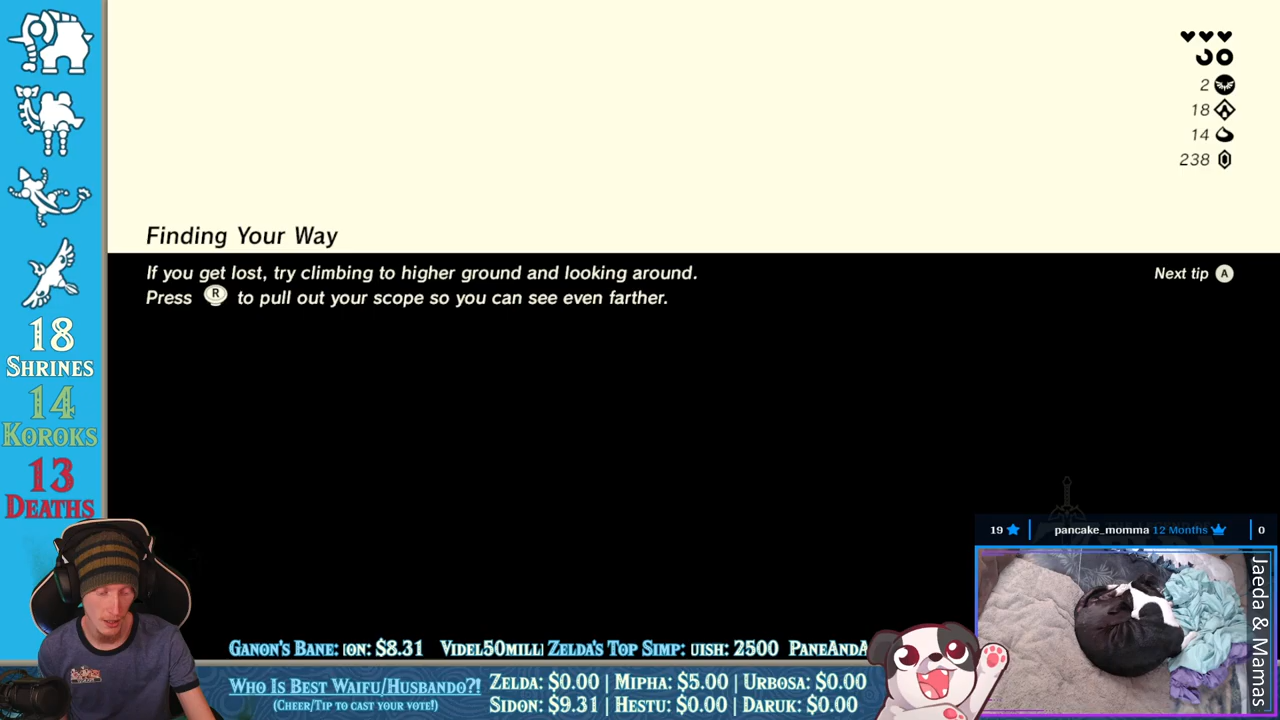 2
18
14
238
Finding Your Way
If you get lost, try climbing to higher ground and looking around.
Press R to pull out your scope so you can see even farther.
Next tip A
18
SHRINES
14
KOROKS
13
DEATHS
19 pancake_momma 12 Months 0
Jaeda & Mamas
GANON'S BANE: ION: $8.31 VIDEL50MILL ZELDA'S TOP SIMP: UISH: 2500 PANEANDA
WHO IS BEST WAIFU/HUSBANDO?!
(CHEER/TIP TO CAST YOUR VOTE!)
ZELDA: $0.00 | MIPHA: $5.00 | URBOSA: $0.00
SIDON: $9.31 | HESTU: $0.00 | DARUK: $0.00